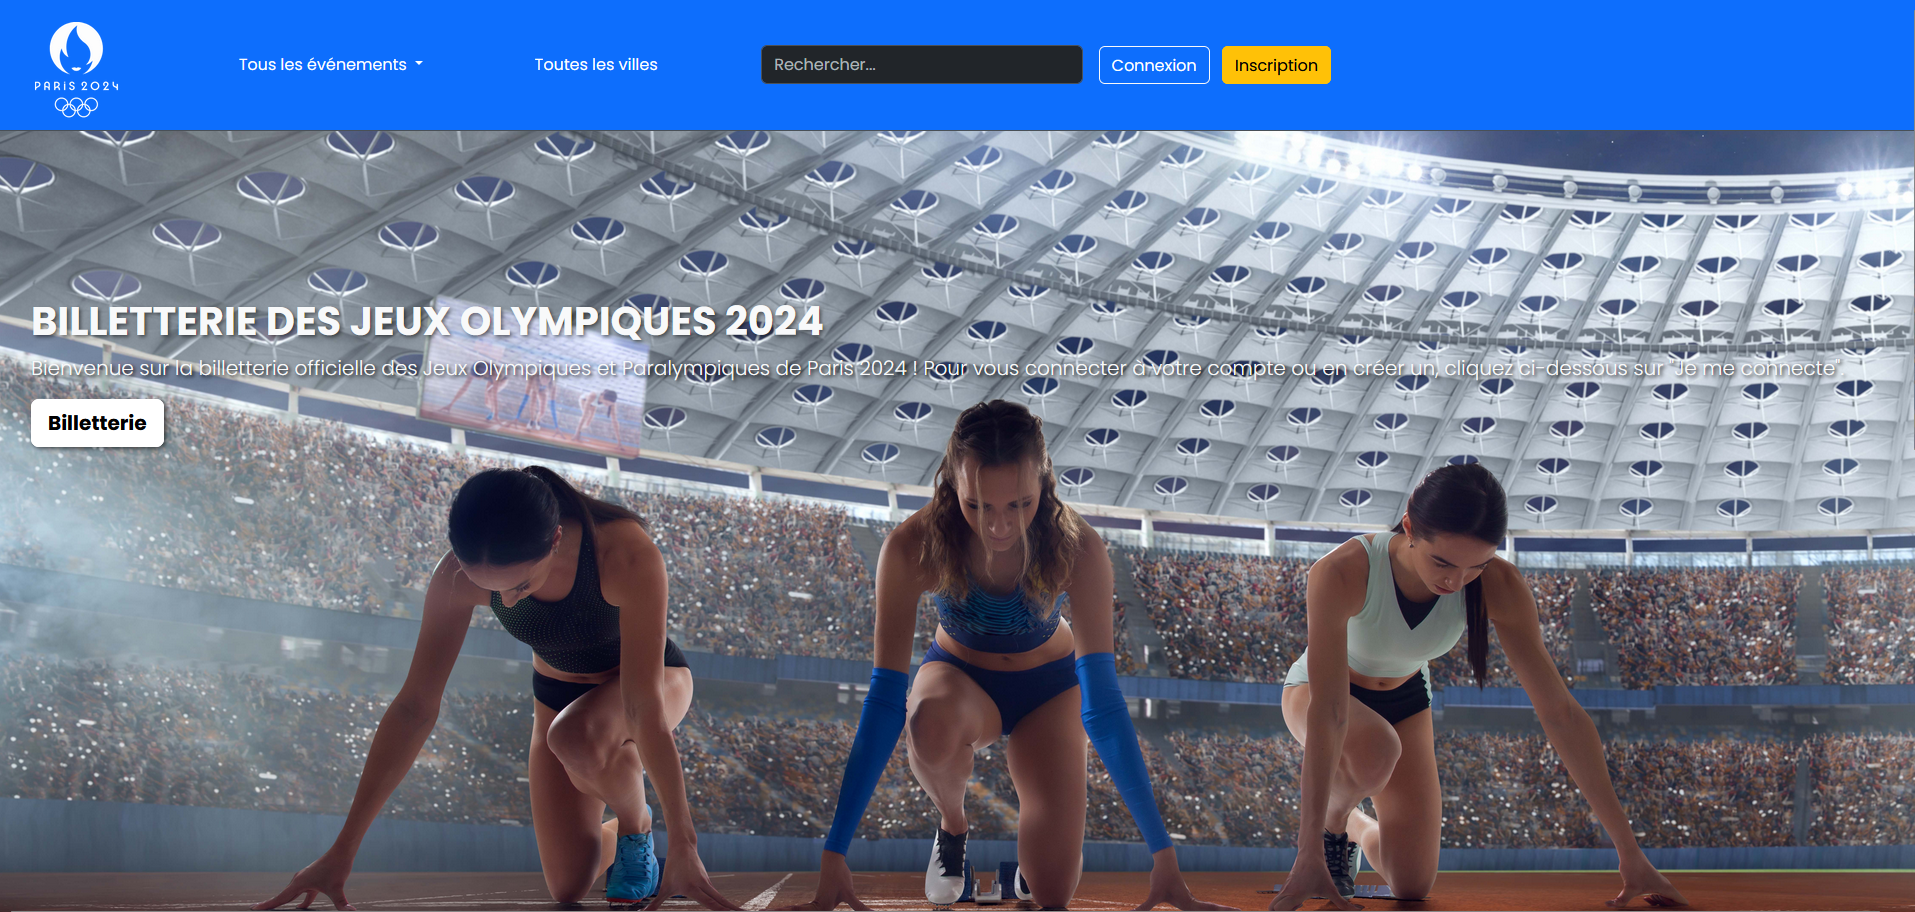 PARIS 2024
Tous les événements
Toutes les villes
Rechercher...
Connexion
Inscription
BILLETTERIE DES JEUX OLYMPIQUES 2024
Bienvenue sur la billetterie officielle des Jeux Olympiques et Paralympiques de Paris 2024 ! Pour vous connecter à votre compte ou en créer un, cliquez ci-dessous sur "Je me connecte".
Billetterie